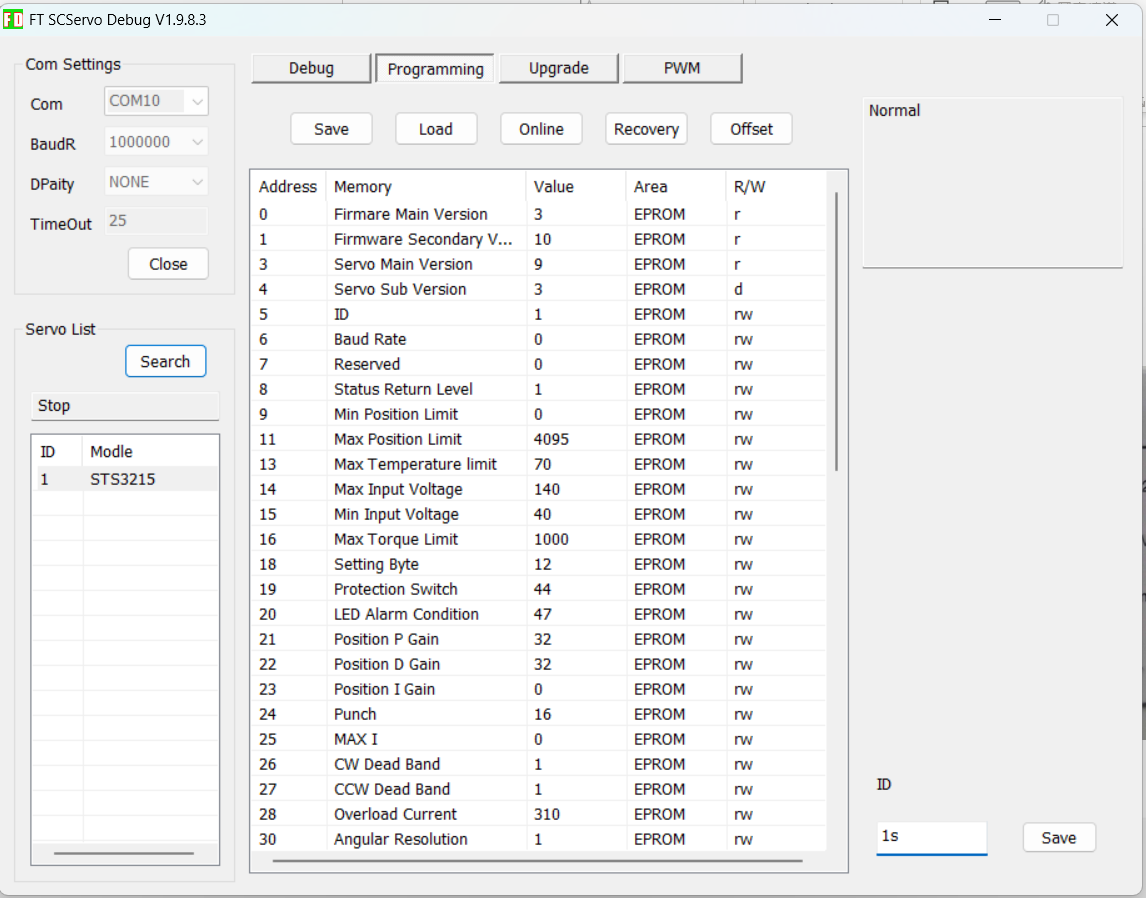 FT SCServo Debug V1.9.8.3
Com Settings
Com COM10
BaudR 1000000
DPaity NONE
TimeOut 25
Close
Servo List
Search
Stop
ID Modle
1 STS3215
Debug Programming Upgrade PWM
Save Load Online Recovery Offset
Address Memory Value Area R/W
0 Firmare Main Version 3 EPROM r
1 Firmware Secondary V... 10 EPROM r
3 Servo Main Version 9 EPROM r
4 Servo Sub Version 3 EPROM d
5 ID 1 EPROM rw
6 Baud Rate 0 EPROM rw
7 Reserved 0 EPROM rw
8 Status Return Level 1 EPROM rw
9 Min Position Limit 0 EPROM rw
11 Max Position Limit 4095 EPROM rw
13 Max Temperature limit 70 EPROM rw
14 Max Input Voltage 140 EPROM rw
15 Min Input Voltage 40 EPROM rw
16 Max Torque Limit 1000 EPROM rw
18 Setting Byte 12 EPROM rw
19 Protection Switch 44 EPROM rw
20 LED Alarm Condition 47 EPROM rw
21 Position P Gain 32 EPROM rw
22 Position D Gain 32 EPROM rw
23 Position I Gain 0 EPROM rw
24 Punch 16 EPROM rw
25 MAX I 0 EPROM rw
26 CW Dead Band 1 EPROM rw
27 CCW Dead Band 1 EPROM rw
28 Overload Current 310 EPROM rw
30 Angular Resolution 1 EPROM rw
Normal
ID
1s Save